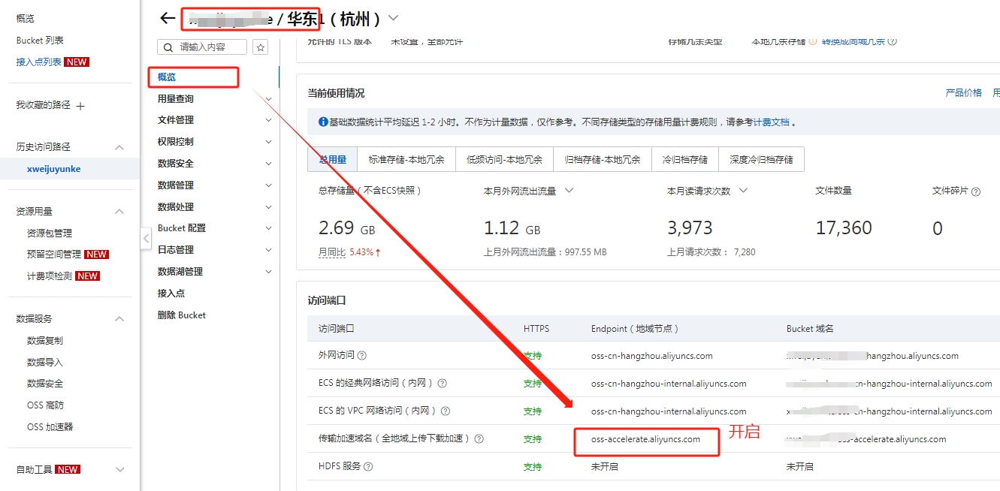 概览
Bucket 列表
接入点列表 NEW
我收藏的路径
历史访问路径
xweijuyunke
资源用量
资源包管理
预留空间管理 NEW
计费项检测 NEW
数据服务
数据复制
数据导入
数据安全
OSS 高防
OSS 加速器
自助工具 NEW
/ 华东1（杭州）
请输入内容
概览
用量查询
文件管理
权限控制
数据安全
数据管理
数据处理
Bucket 配置
日志管理
数据湖管理
接入点
删除 Bucket
允许的 TLS 版本 未设置，全部允许 存储冗余类型 本地冗余存储 转换成同城冗余
当前使用情况 产品价格
基础数据统计平均延迟 1-2 小时。不作为计量数据，仅作参考。不同存储类型的存储用量计费规则，请参考计费文档 。
总用量 标准存储-本地冗余 低频访问-本地冗余 归档存储-本地冗余 冷归档存储 深度冷归档存储
总存储量（不含ECS快照） 本月外网流出流量 本月读请求次数 文件数量 文件碎片
2.69 GB 1.12 GB 3,973 17,360 0
月同比 5.43%↑ 上月外网流出流量：997.55 MB 上月请求次数： 7,280
访问端口
访问端口 HTTPS Endpoint（地域节点） Bucket 域名
外网访问 支持 oss-cn-hangzhou.aliyuncs.com hangzhou.aliyuncs.com
ECS 的经典网络访问（内网） 支持 oss-cn-hangzhou-internal.aliyuncs.com cn-hangzhou-internal.aliyuncs.com
ECS 的 VPC 网络访问（内网） 支持 oss-cn-hangzhou-internal.aliyuncs.com -cn-hangzhou-internal.aliyuncs.com
传输加速域名（全地域上传下载加速） 支持 oss-accelerate.aliyuncs.com 开启 oss-accelerate.aliyuncs.com
HDFS 服务 支持 未开启 未开启